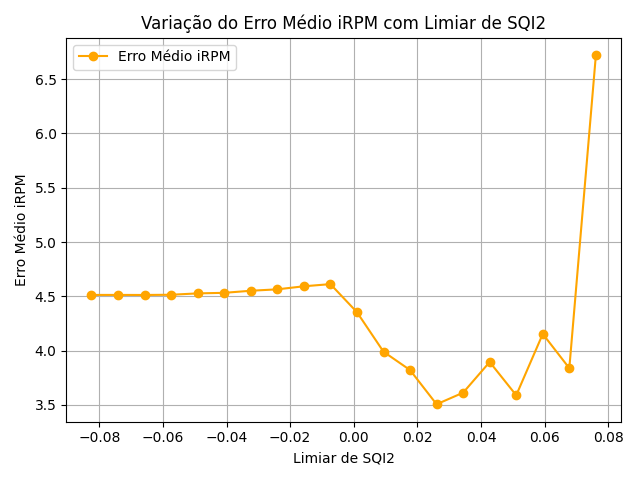 Variação do Erro Médio iRPM com Limiar de SQI2
Erro Médio iRPM
6.5
6.0
5.5
5.0
4.5
4.0
3.5
Erro Médio iRPM
−0.08 −0.06 −0.04 −0.02 0.00 0.02 0.04 0.06 0.08
Limiar de SQI2